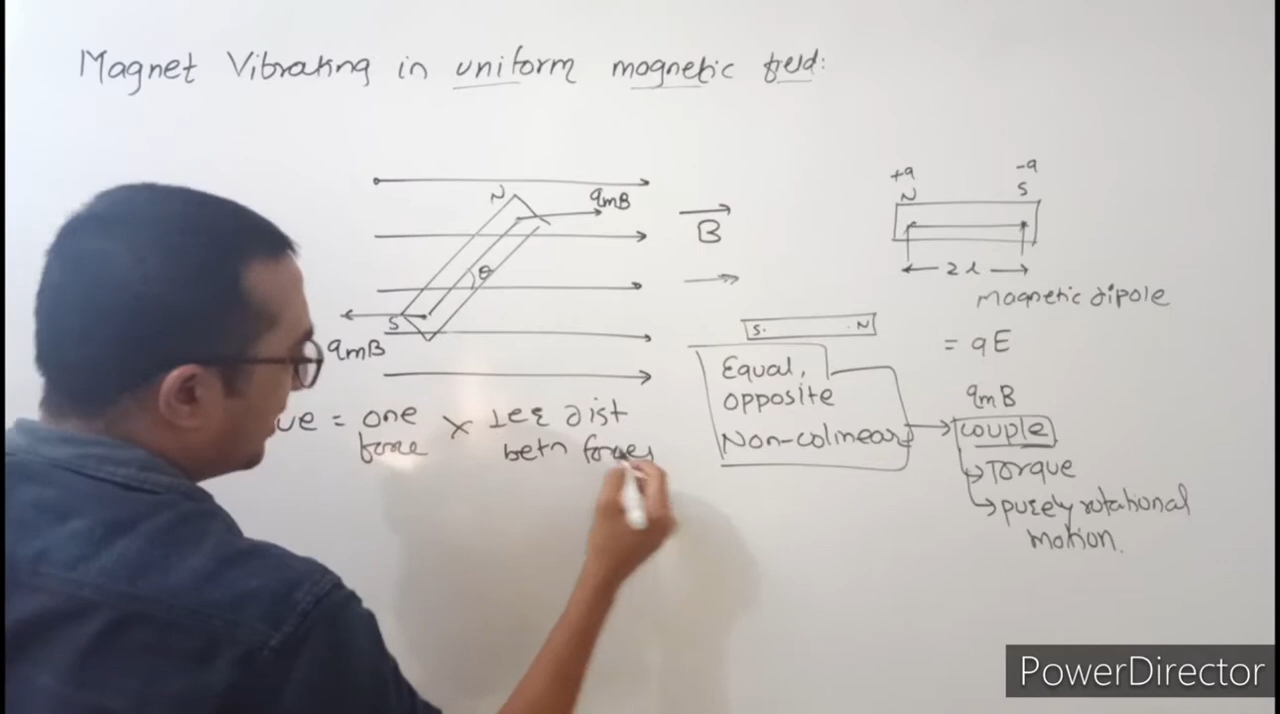 Magnet Vibrating in uniform magnetic field:
N
qmB
θ
S
qmB
B
+q
-q
N
S
2l
magnetic dipole
S.
.N
= qE
Equal,
opposite
Non-colinear
qmB
couple
Torque
purely rotational
motion.
ue = one × ler dist
force betn forces
PowerDirector